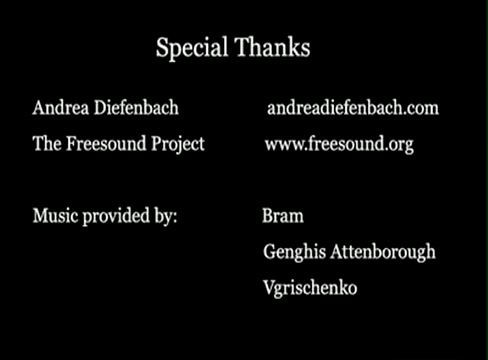 Special Thanks
Andrea Diefenbach andreadiefenbach.com
The Freesound Project www.freesound.org
Music provided by: Bram
Genghis Attenborough
Vgrischenko